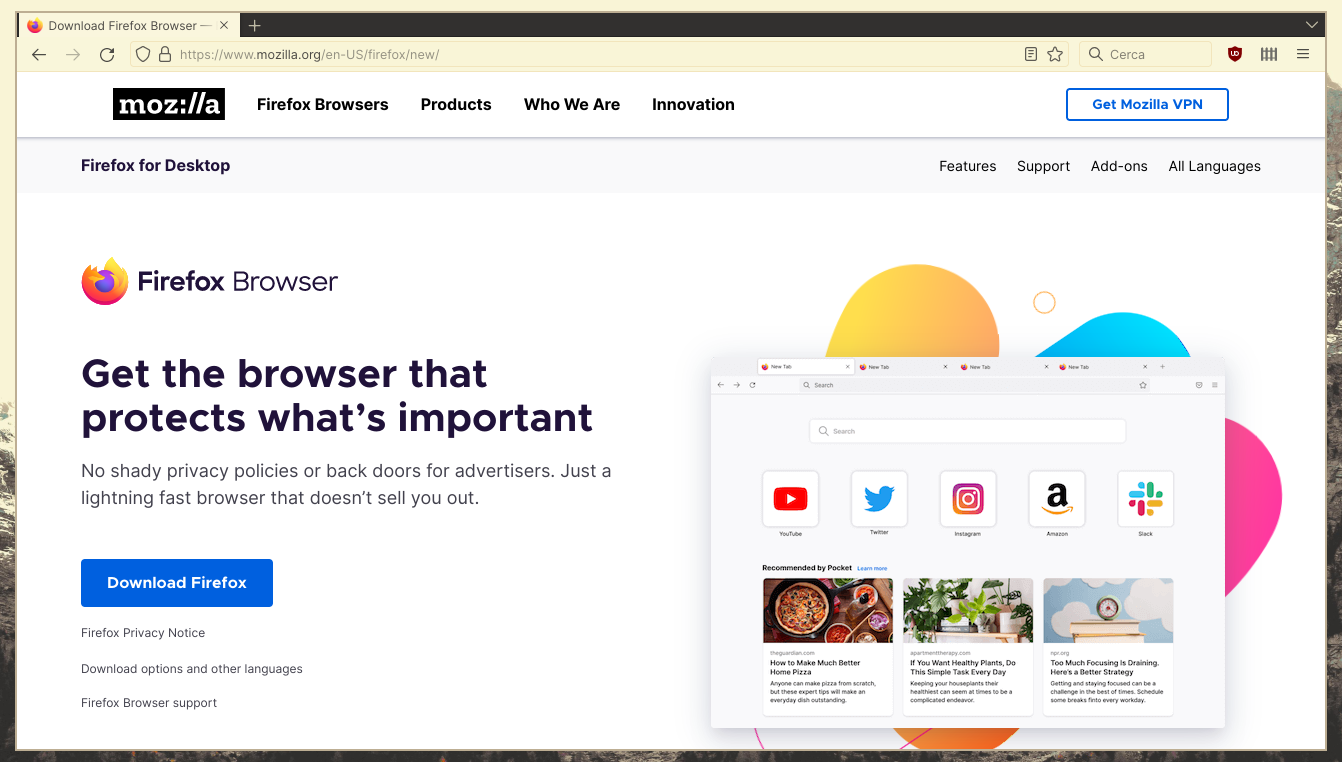 Download Firefox Browser —
https://www.mozilla.org/en-US/firefox/new/
Cerca
moz://a
Firefox Browsers
Products
Who We Are
Innovation
Get Mozilla VPN
Firefox for Desktop
Features
Support
Add-ons
All Languages
Firefox Browser
Get the browser that
protects what’s important
No shady privacy policies or back doors for advertisers. Just a
lightning fast browser that doesn’t sell you out.
Download Firefox
Firefox Privacy Notice
Download options and other languages
Firefox Browser support
New Tab
New Tab
New Tab
New Tab
Search
Search
YouTube
Twitter
Instagram
Amazon
Slack
Recommended by Pocket
Learn more
theguardian.com
How to Make Much Better
Home Pizza
Anyone can make pizza from scratch,
but these expert tips will make an
everyday dish outstanding.
apartmenttherapy.com
If You Want Healthy Plants, Do
This Simple Task Every Day
Keeping your houseplants their
healthiest can seem at times to be a
complicated endeavor.
npr.org
Too Much Focusing Is Draining.
Here’s a Better Strategy
Getting and staying focused can be a
challenge in the best of times. Schedule
some breaks finto every workday.